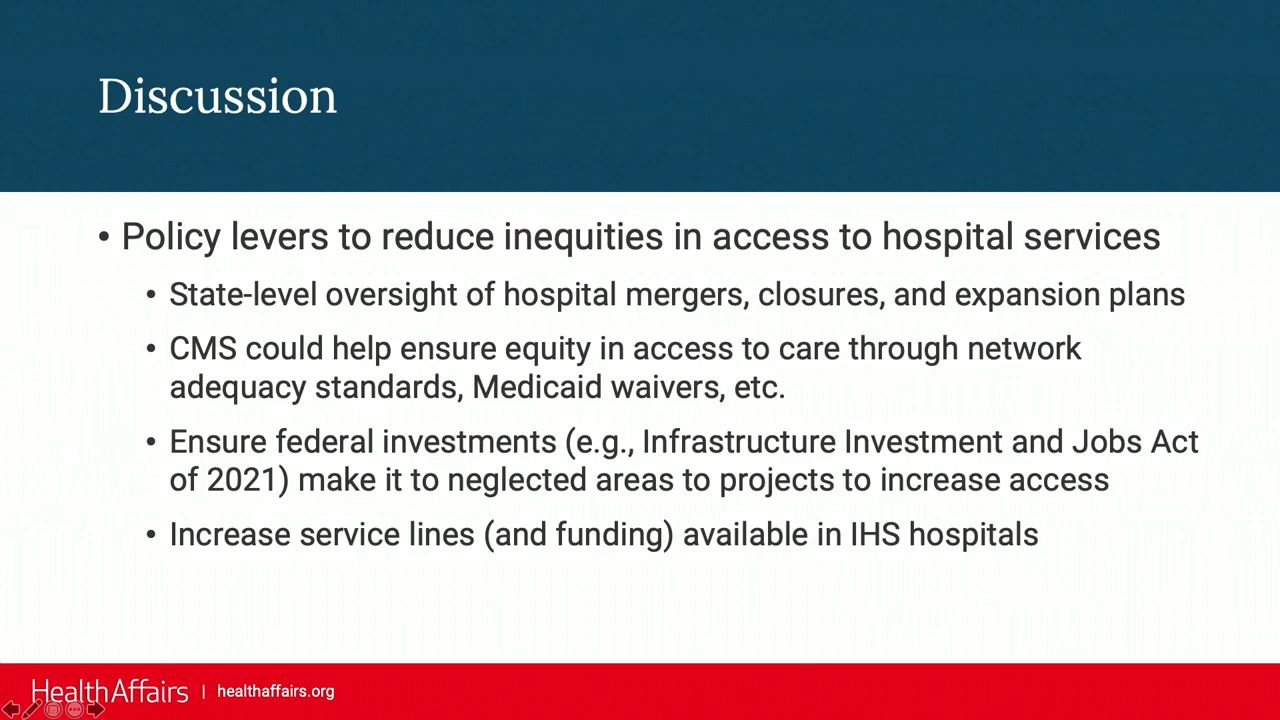 Discussion
• Policy levers to reduce inequities in access to hospital services
• State-level oversight of hospital mergers, closures, and expansion plans
• CMS could help ensure equity in access to care through network
adequacy standards, Medicaid waivers, etc.
• Ensure federal investments (e.g., Infrastructure Investment and Jobs Act
of 2021) make it to neglected areas to projects to increase access
• Increase service lines (and funding) available in IHS hospitals
HealthAffairs | healthaffairs.org